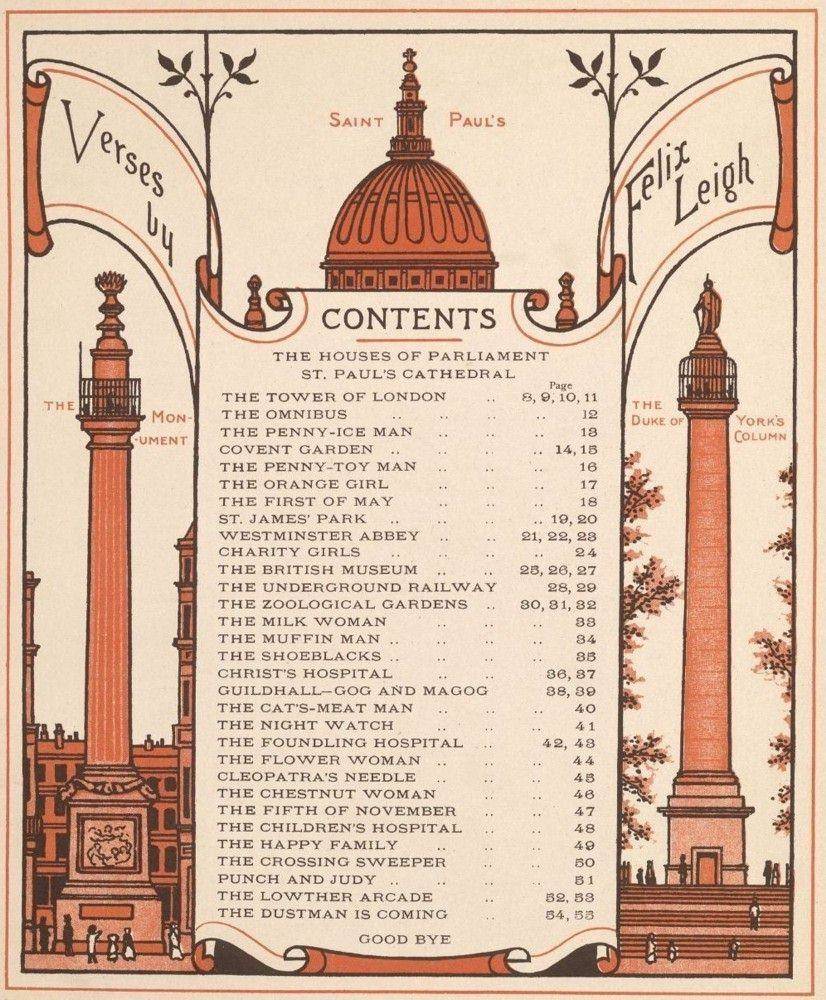 Verses by
Felix Leigh
SAINT PAUL'S
THE MON-
-UMENT
THE
DUKE OF YORK'S
COLUMN
CONTENTS
THE HOUSES OF PARLIAMENT
ST. PAUL'S CATHEDRAL
Page
THE TOWER OF LONDON .. 8, 9, 10, 11
THE OMNIBUS .. .. .. .. 12
THE PENNY-ICE MAN .. .. .. 13
COVENT GARDEN .. .. .. .. 14, 15
THE PENNY-TOY MAN .. .. .. 16
THE ORANGE GIRL .. .. .. 17
THE FIRST OF MAY .. .. .. 18
ST. JAMES' PARK .. .. .. .. 19, 20
WESTMINSTER ABBEY .. .. 21, 22, 23
CHARITY GIRLS .. .. .. .. 24
THE BRITISH MUSEUM .. .. 25, 26, 27
THE UNDERGROUND RAILWAY 28, 29
THE ZOOLOGICAL GARDENS .. 30, 31, 32
THE MILK WOMAN .. .. .. 33
THE MUFFIN MAN .. .. .. .. 34
THE SHOEBLACKS .. .. .. .. 35
CHRIST'S HOSPITAL .. .. 36, 37
GUILDHALL—GOG AND MAGOG 38, 39
THE CAT'S-MEAT MAN .. .. .. 40
THE NIGHT WATCH .. .. .. 41
THE FOUNDLING HOSPITAL .. 42, 43
THE FLOWER WOMAN .. .. .. 44
CLEOPATRA'S NEEDLE .. .. .. 45
THE CHESTNUT WOMAN .. .. 46
THE FIFTH OF NOVEMBER .. .. 47
THE CHILDREN'S HOSPITAL .. .. 48
THE HAPPY FAMILY .. .. .. 49
THE CROSSING SWEEPER .. .. 50
PUNCH AND JUDY .. .. .. .. 51
THE LOWTHER ARCADE .. 52, 53
THE DUSTMAN IS COMING .. 54, 55
GOOD BYE